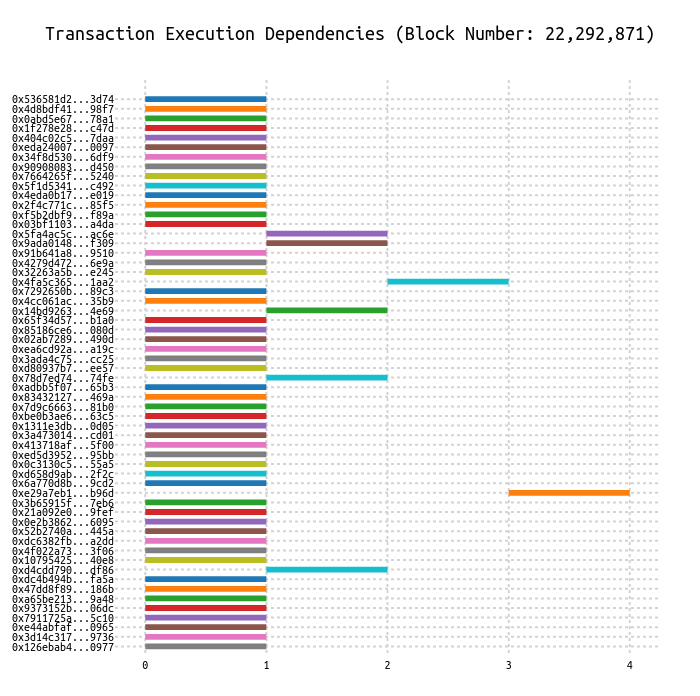 Transaction Execution Dependencies (Block Number: 22,292,871)
0x536581d2...3d74
0x4d8bdf41...98f7
0x0abd5e67...78a1
0x1f278e28...c47d
0x404c02c5...7daa
0xeda24007...0097
0x34f8d530...6df9
0x90908083...d450
0x7664265f...5240
0x5f1d5341...c492
0x4eda0b17...e019
0x2f4c771c...85f5
0xf5b2dbf9...f89a
0x03bf1103...a4da
0x5fa4ac5c...ac6e
0x9ada0148...f309
0x91b641a8...9510
0x4279d472...6e9a
0x32263a5b...e245
0x4fa5c365...1aa2
0x7292650b...89c3
0x4cc061ac...35b9
0x14bd9263...4e69
0x65f34d57...b1a0
0x85186ce6...080d
0x02ab7289...490d
0xea6cd92a...a19c
0x3ada4c75...cc25
0xd80937b7...ee57
0x78d7ed74...74fe
0xadbb5f07...65b3
0x83432127...469a
0x7d9c6663...81b0
0xbe0b3ae6...63c5
0x1311e3db...0d05
0x3a473014...cd01
0x413718af...5f00
0xed5d3952...95bb
0x0c3130c5...55a5
0xd658d9ab...2f2c
0x6a770d8b...9cd2
0xe29a7eb1...b96d
0x3b65915f...7eb6
0x21a092e0...9fef
0x0e2b3862...6095
0x52b2740a...445a
0xdc6382fb...a2dd
0x4f022a73...3f06
0x10795425...40e8
0xd4cdd790...df86
0xdc4b494b...fa5a
0x47dd8f89...186b
0xa65be213...9a48
0x9373152b...06dc
0x7911725a...5c10
0xe44abfaf...0965
0x3d14c317...9736
0x126ebab4...0977
0 1 2 3 4